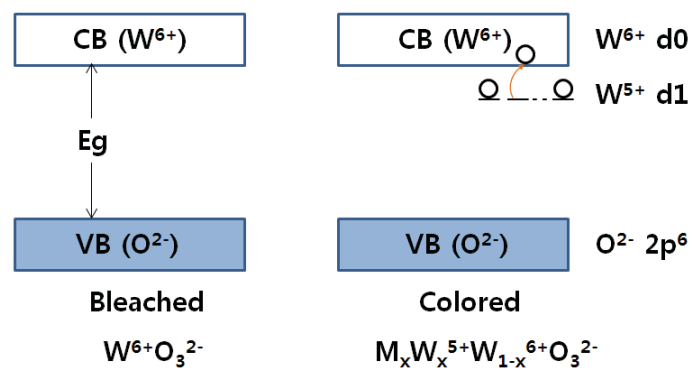 CB (W⁶⁺)
CB (W⁶⁺)
W⁶⁺ d0
W⁵⁺ d1
Eg
VB (O²⁻)
VB (O²⁻)
O²⁻ 2p⁶
Bleached
Colored
W⁶⁺O₃²⁻
MₓWₓ⁵⁺W₁₋ₓ⁶⁺O₃²⁻